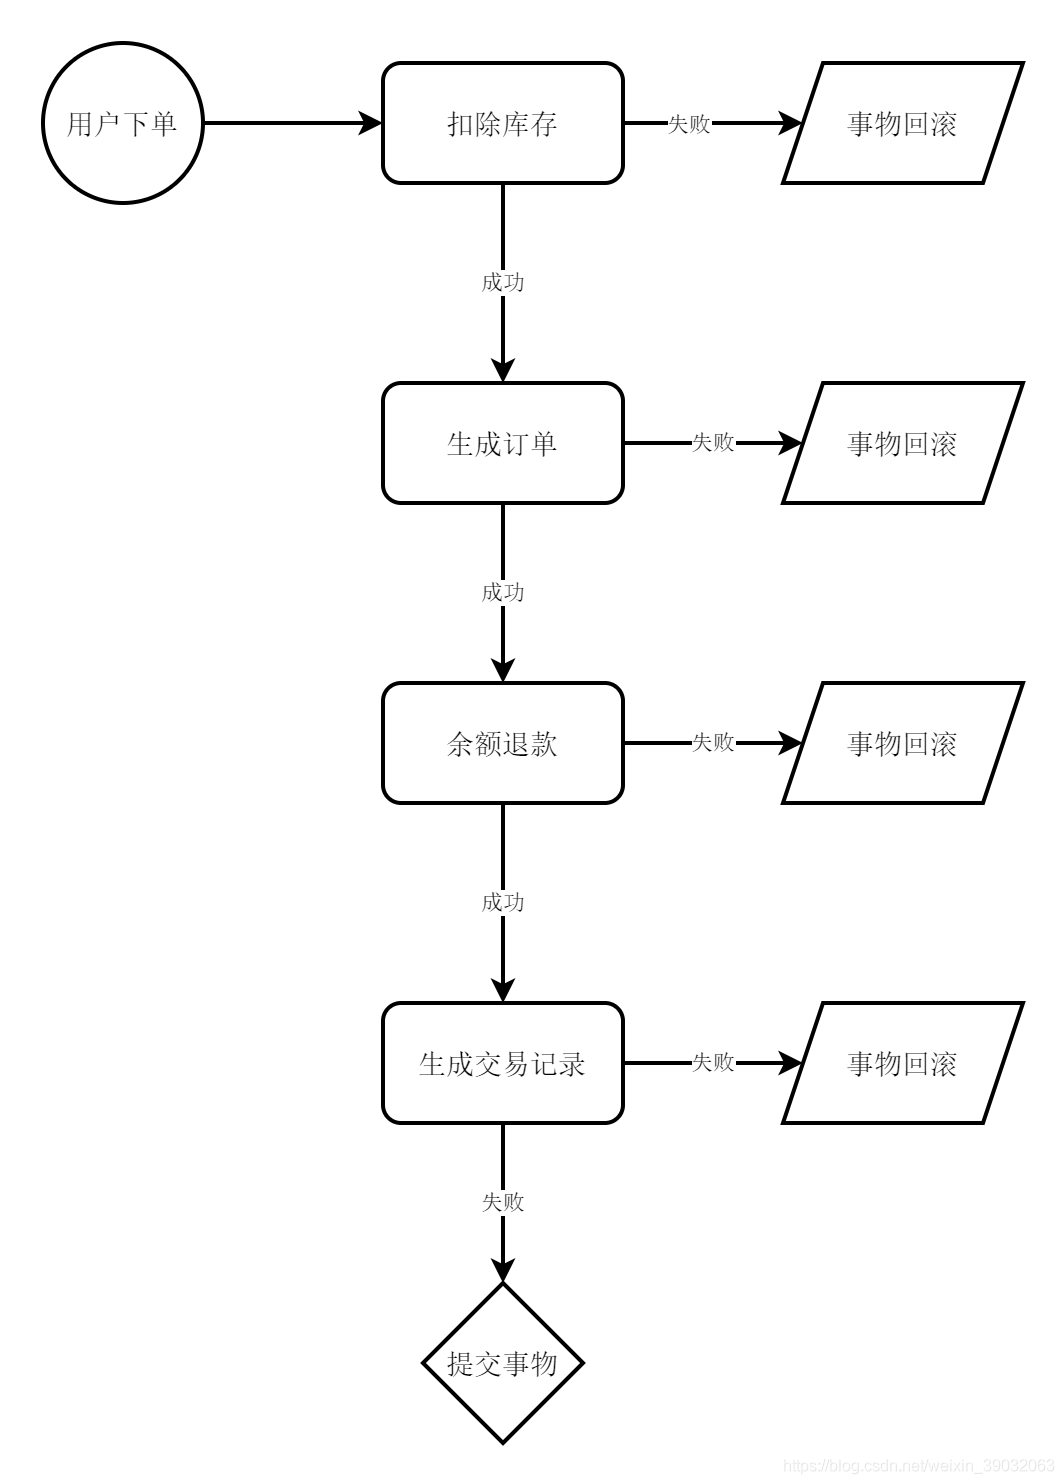 用户下单
扣除库存
失败
事物回滚
成功
生成订单
失败
事物回滚
成功
余额退款
失败
事物回滚
成功
生成交易记录
失败
事物回滚
失败
提交事物
https://blog.csdn.net/weixin_39032063